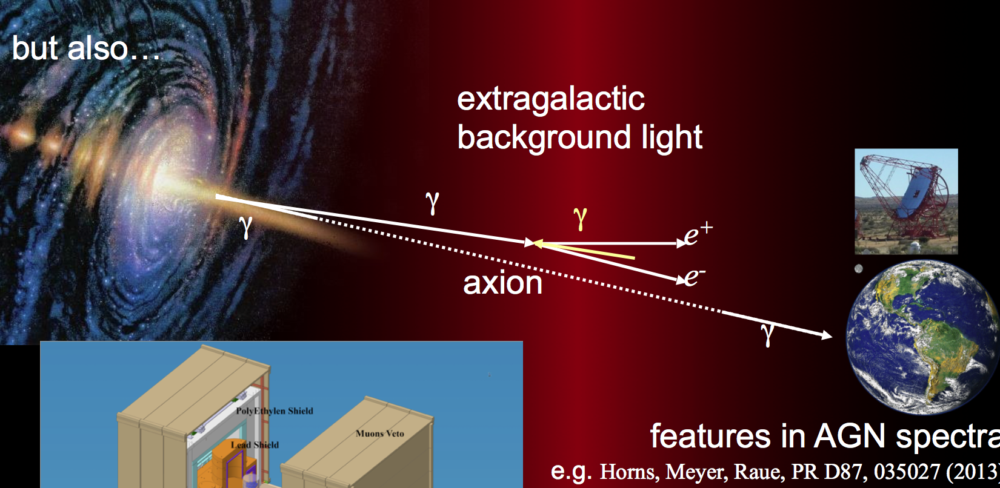 but also…
extragalactic
background light
γ
γ
γ
e+
e-
axion
γ
PolyEthylen Shield
Muons Veto
Lead Shield
features in AGN spectra
e.g. Horns, Meyer, Raue, PR D87, 035027 (2013)